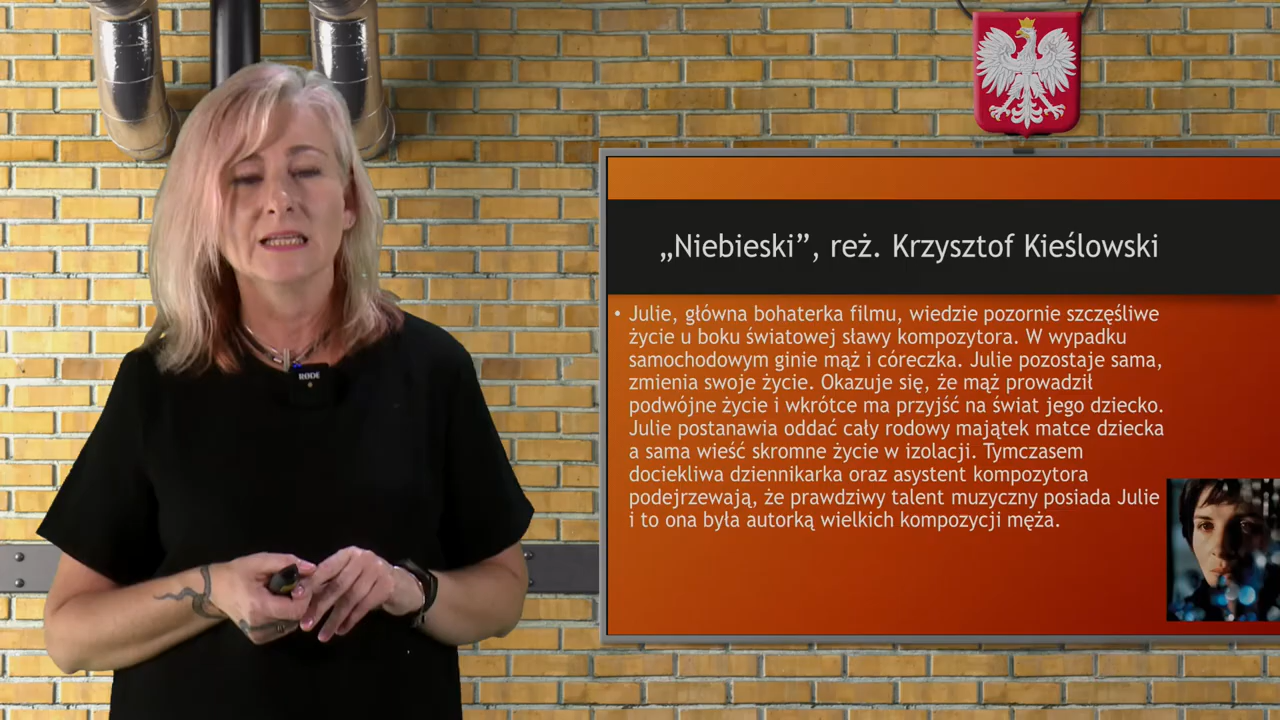 „Niebieski”, reż. Krzysztof Kieślowski
• Julie, główna bohaterka filmu, wiedzie pozornie szczęśliwe
życie u boku światowej sławy kompozytora. W wypadku
samochodowym ginie mąż i córeczka. Julie pozostaje sama,
zmienia swoje życie. Okazuje się, że mąż prowadził
podwójne życie i wkrótce ma przyjść na świat jego dziecko.
Julie postanawia oddać cały rodowy majątek matce dziecka
a sama wieść skromne życie w izolacji. Tymczasem
dociekliwa dziennikarka oraz asystent kompozytora
podejrzewają, że prawdziwy talent muzyczny posiada Julie
i to ona była autorką wielkich kompozycji męża.
RØDE